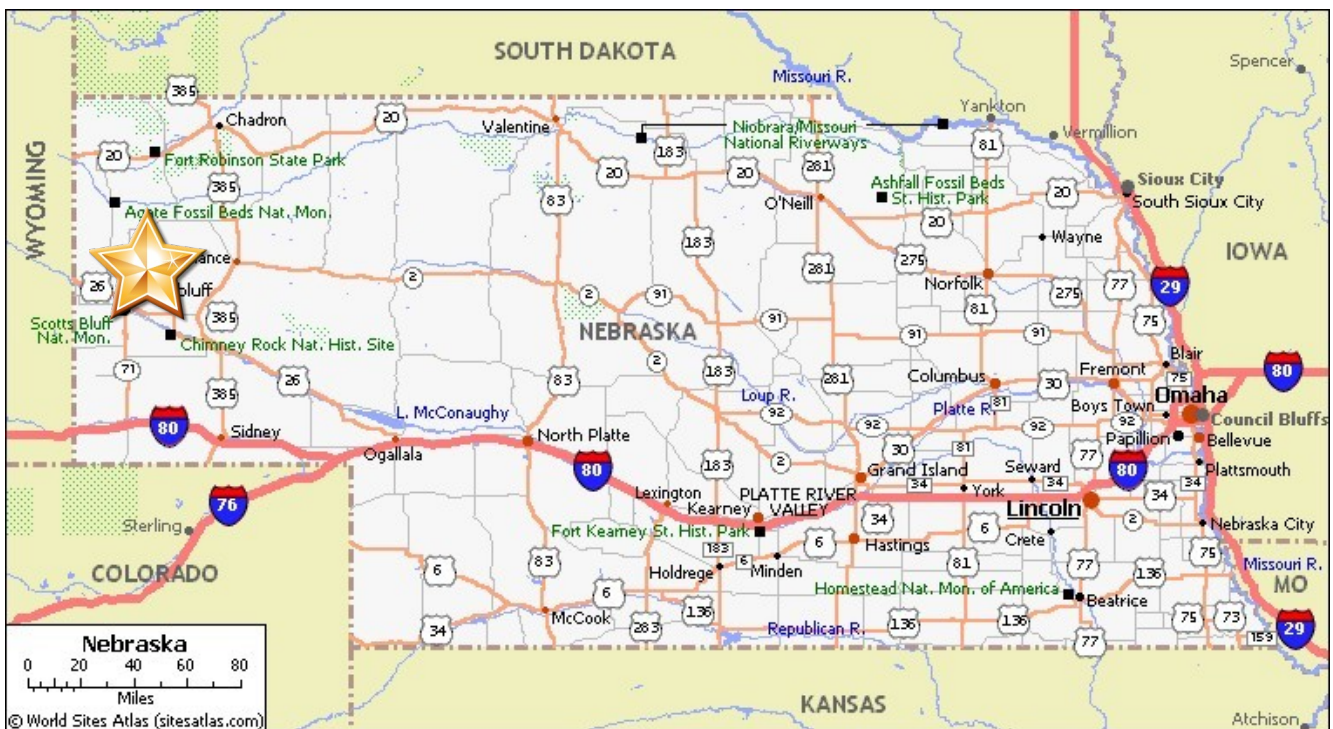 SOUTH DAKOTA
Missouri R.
Spencer
385
Chadron
20
Valentine
Yankton
Niobrara/Missouri
National Riverways
Vermillion
WYOMING
20
Fort Robinson State Park
183
81
281
385
20
20
Ashfall Fossil Beds
St. Hist. Park
Sioux City
South Sioux City
Agate Fossil Beds Nat. Mon.
83
O'Neill
20
20
Wayne
183
IOWA
ance
2
281
275
Norfolk
77
29
26
bluff
2
91
275
385
81
75
Scotts Bluff
Nat. Mon.
Chimney Rock Nat. Hist. Site
NEBRASKA
91
91
91
2
Blair
71
26
83
183
281
Columbus
30
Fremont
75
80
385
L. McConaughy
Loup R.
92
Platte R.
81
Boys Town
Omaha
Council Bluffs
80
Sidney
North Platte
92
92
92
Papillion
Bellevue
Ogallala
30
81
77
80
Plattsmouth
2
183
Grand Island
Seward
76
80
Lexington
34
York
34
34
34
Kearney
PLATTE RIVER
VALLEY
Lincoln
Sterling
34
6
2
Nebraska City
Fort Kearney St. Hist. Park
6
Hastings
Crete
75
83
183
6
Minden
81
77
Missouri R.
COLORADO
6
Holdrege
136
MO
6
Homestead Nat. Mon. of America
Beatrice
McCook
136
34
283
Republican R.
136
136
75
73
29
77
159
Nebraska
0 20 40 60 80
Miles
KANSAS
© World Sites Atlas (sitesatlas.com)
Atchison